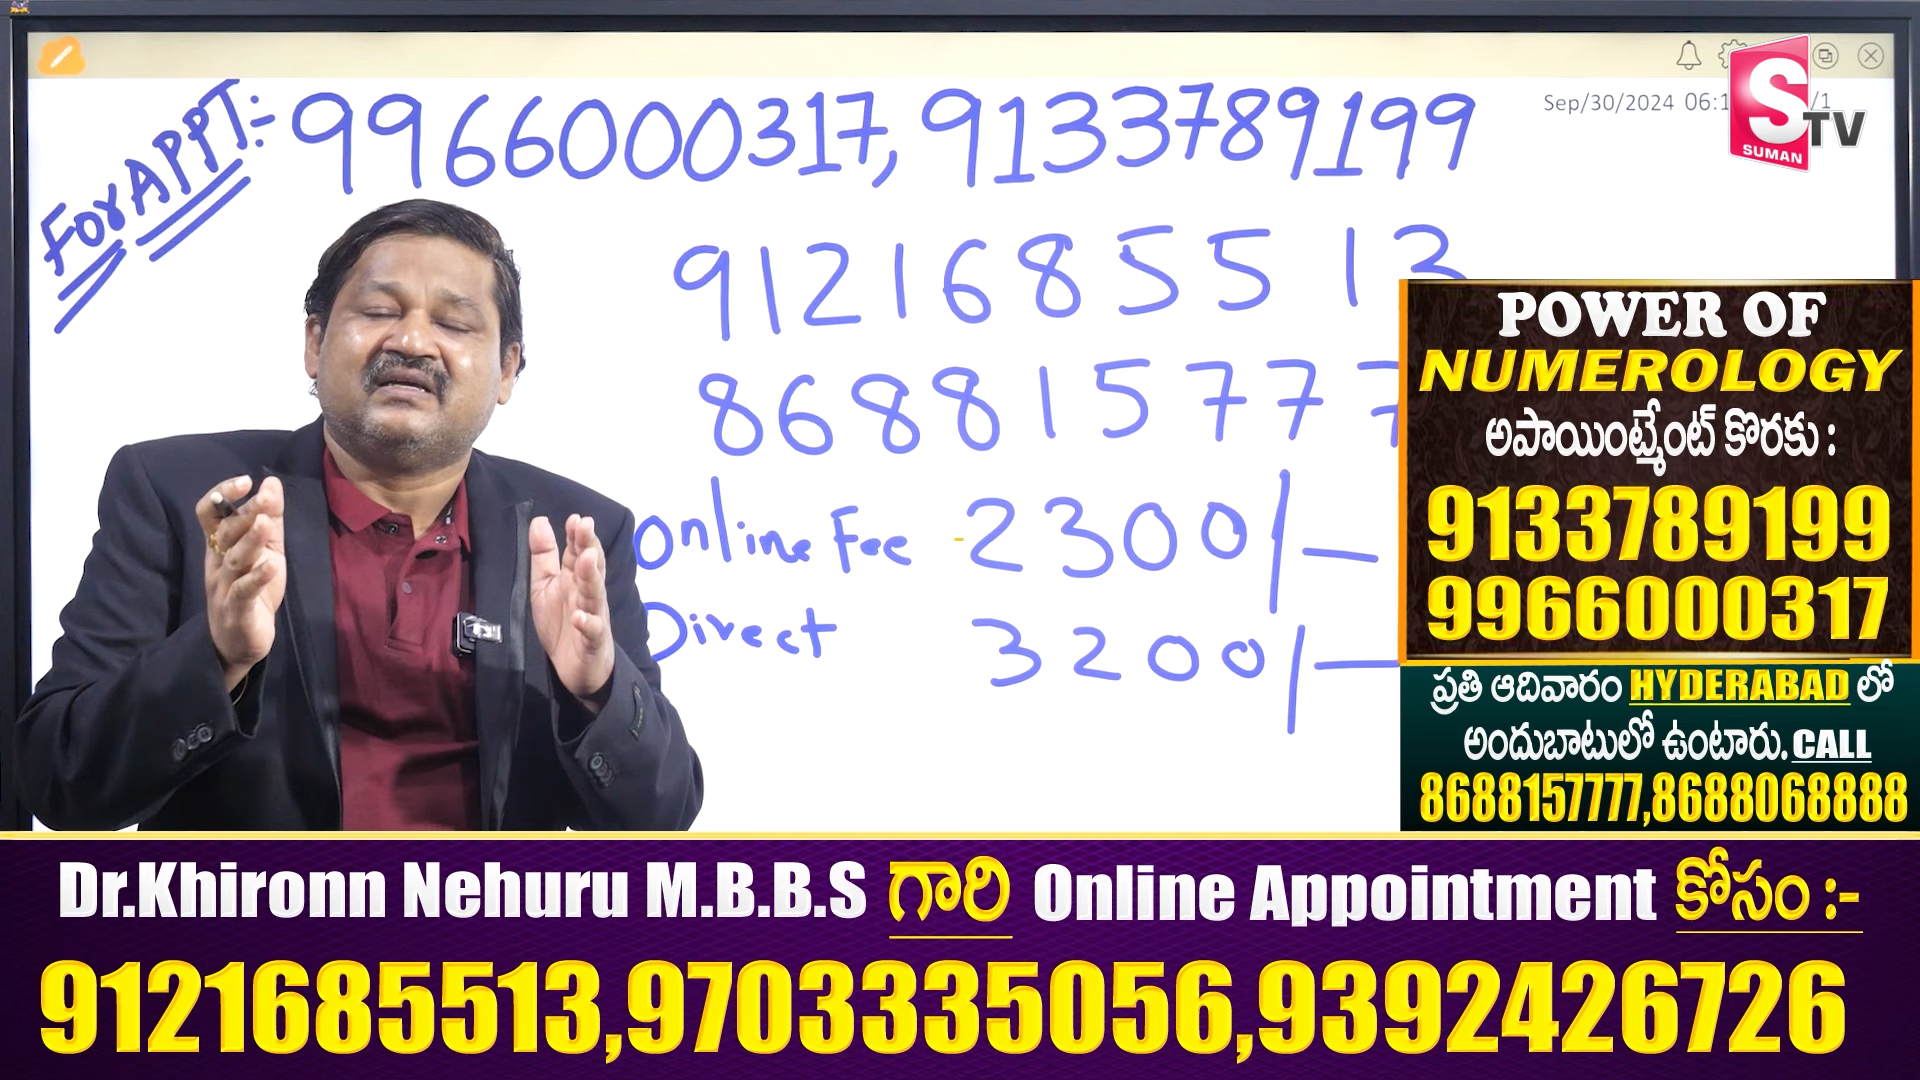 Sep/30/2024 06:1
/1
S
TV
SUMAN
For APPT:- 9966000317, 9133789199
9121685513
8688157777
Online Fee - 2300/-
Direct 3200/-
POWER OF
NUMEROLOGY
అపాయింట్మేంట్ కొరకు :
9133789199
9966000317
ప్రతి ఆదివారం HYDERABAD లో
అందుబాటులో ఉంటారు. CALL
8688157777,8688068888
Dr.Khironn Nehuru M.B.B.S గారి Online Appointment కోసం :-
9121685513,9703335056,9392426726